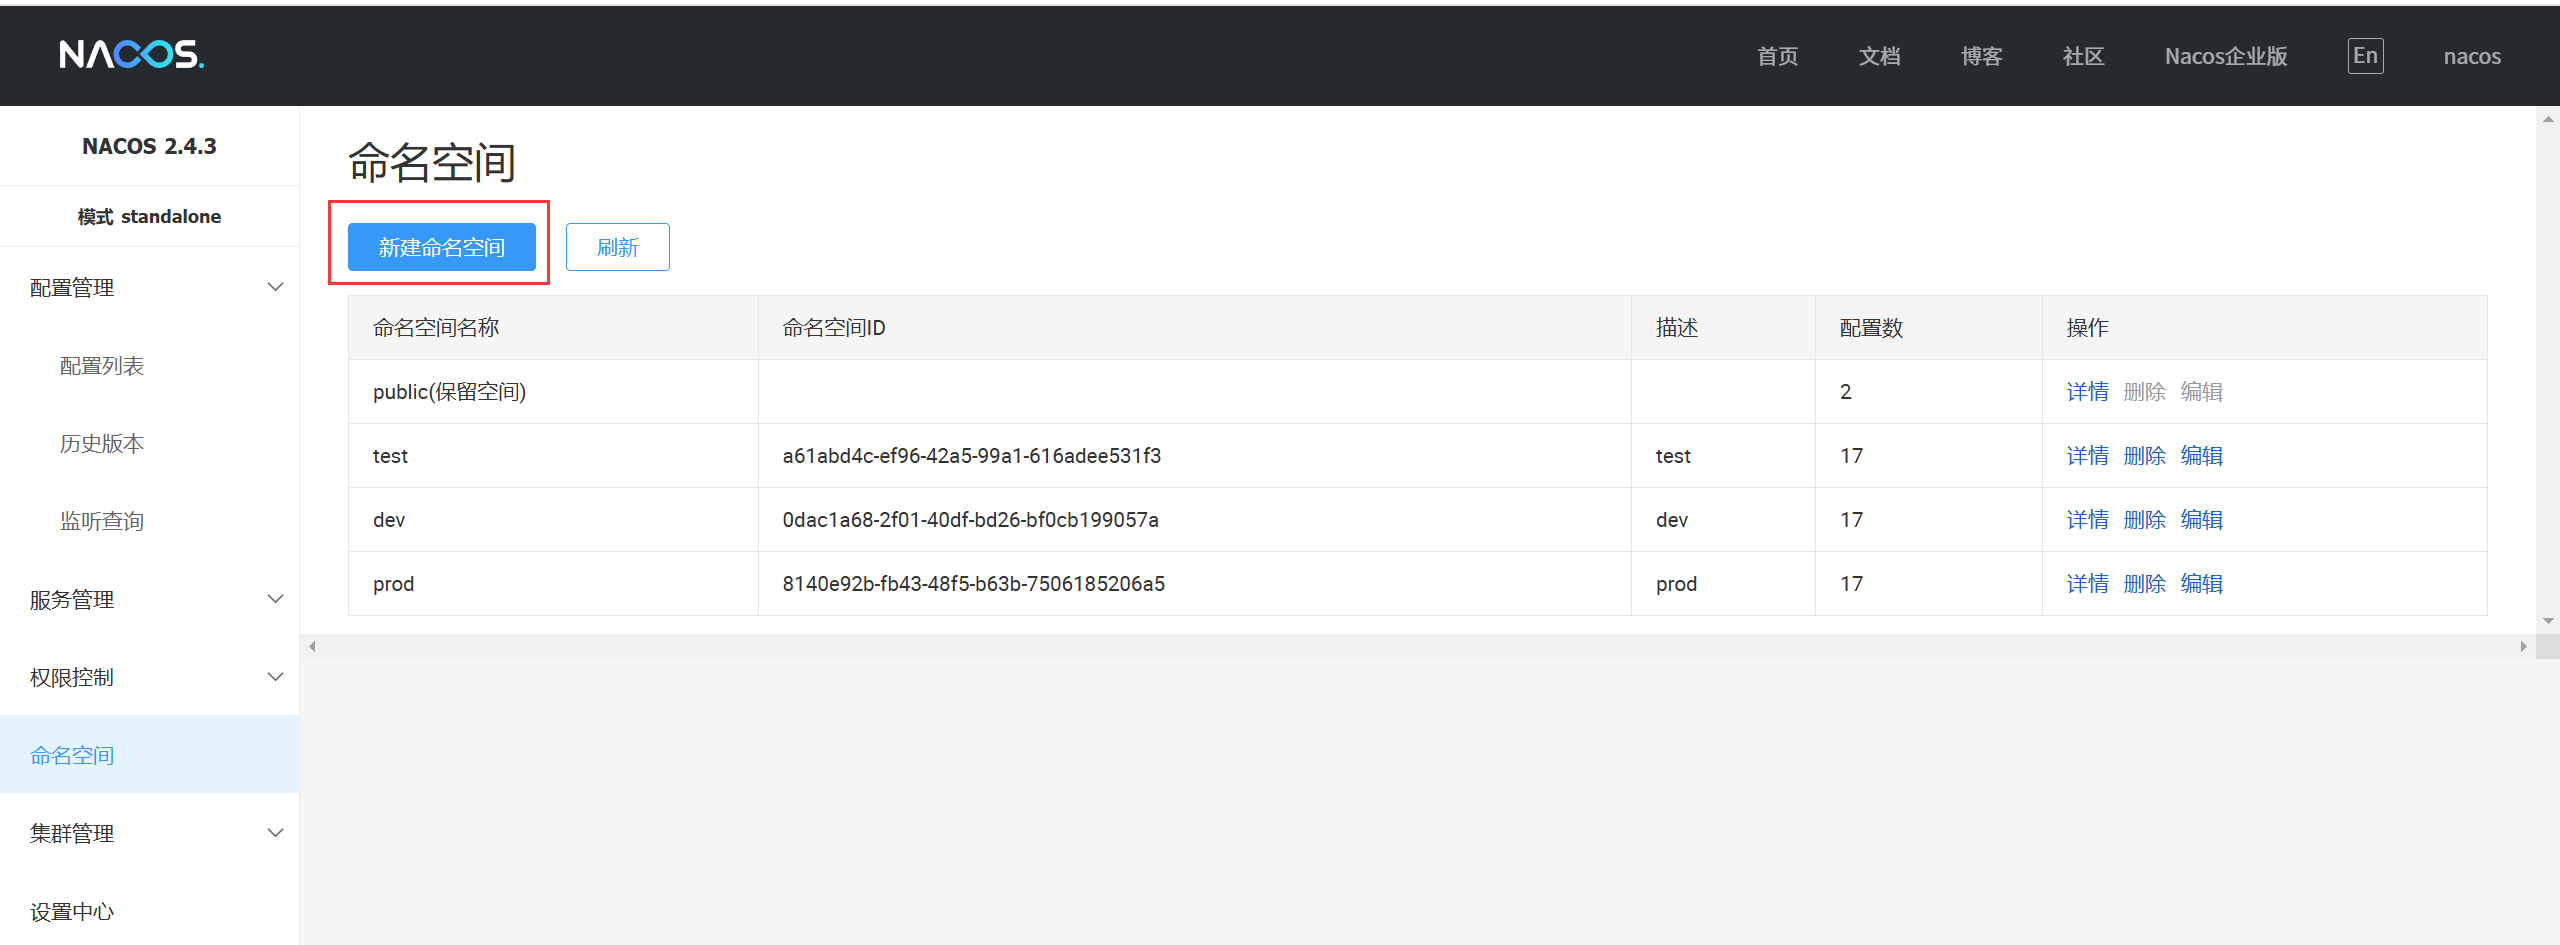 NACOS.
首页 文档 博客 社区 Nacos企业版 En nacos
NACOS 2.4.3
模式 standalone
配置管理
配置列表
历史版本
监听查询
服务管理
权限控制
命名空间
集群管理
设置中心
命名空间
新建命名空间 刷新
命名空间名称 命名空间ID 描述 配置数 操作
public(保留空间) 2 详情 删除 编辑
test a61abd4c-ef96-42a5-99a1-616adee531f3 test 17 详情 删除 编辑
dev 0dac1a68-2f01-40df-bd26-bf0cb199057a dev 17 详情 删除 编辑
prod 8140e92b-fb43-48f5-b63b-7506185206a5 prod 17 详情 删除 编辑